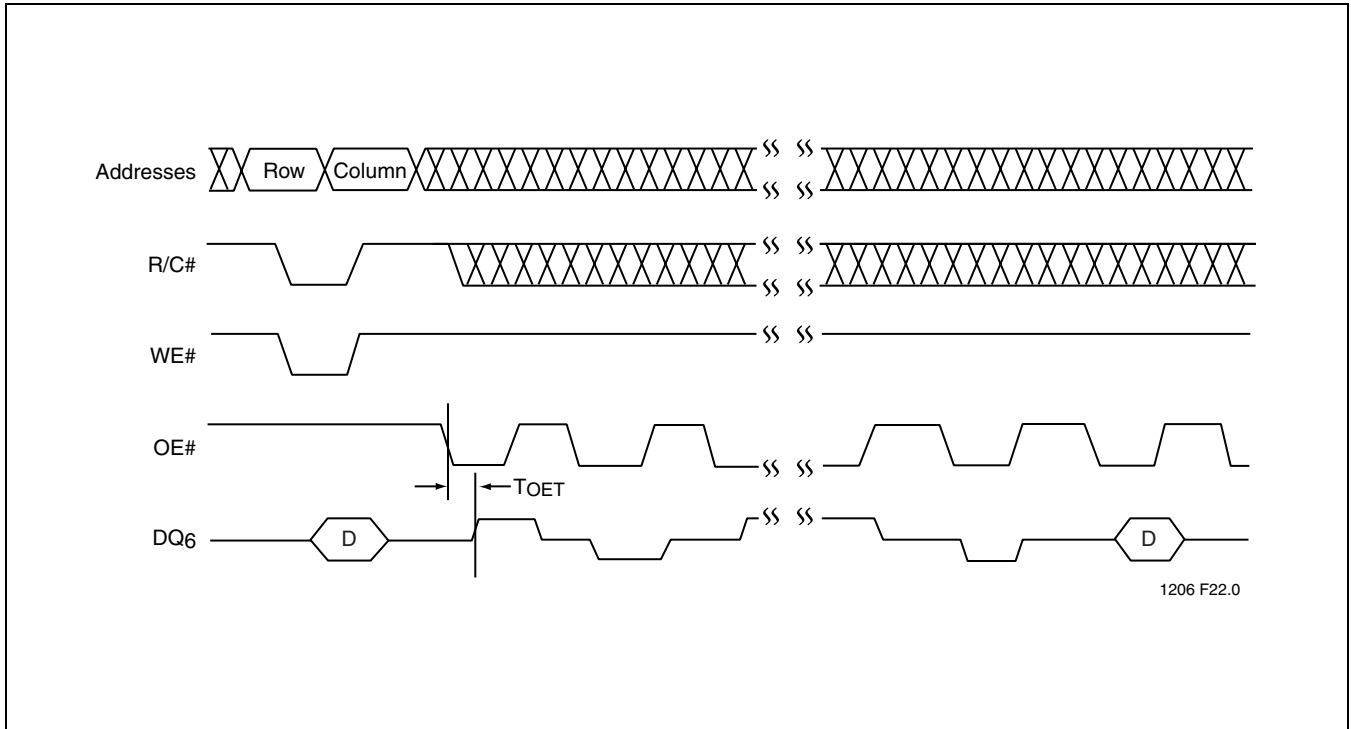 Addresses Row Column
R/C#
WE#
OE#
TOET
DQ6 D D
1206 F22.0